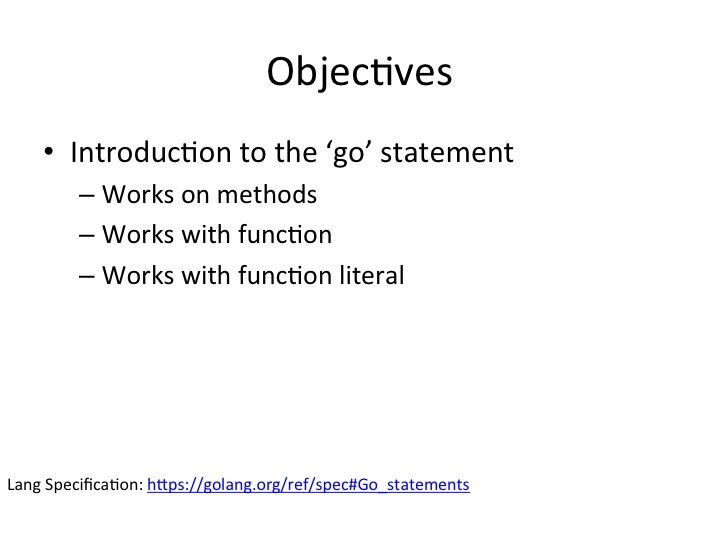 Objectives
• Introduction to the ‘go’ statement
– Works on methods
– Works with function
– Works with function literal
Lang Specification: https://golang.org/ref/spec#Go_statements